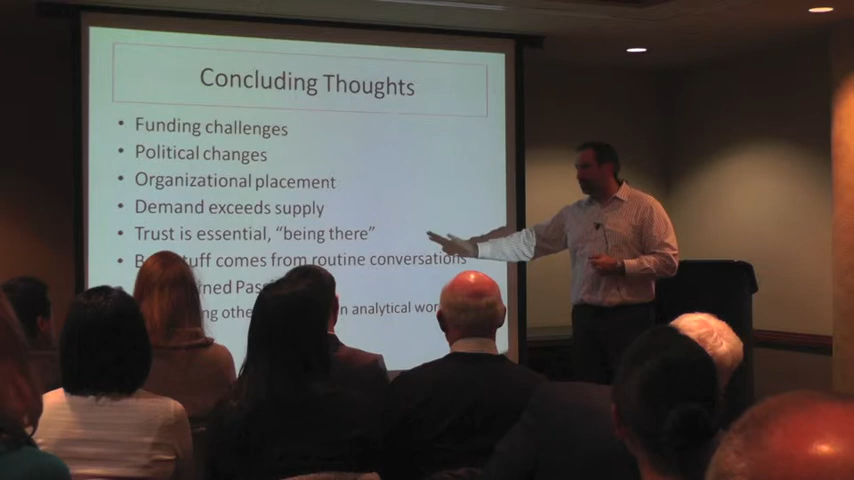 Concluding Thoughts
• Funding challenges
• Political changes
• Organizational placement
• Demand exceeds supply
• Trust is essential, “being there”
comes from routine conversations
analytical